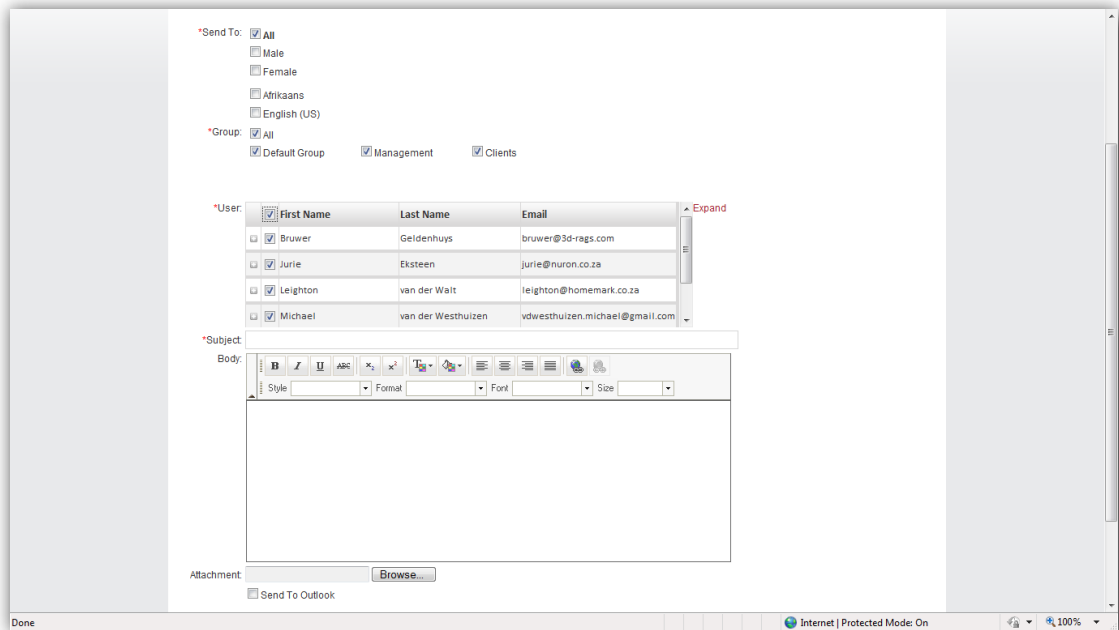 *Send To: All
Male
Female
Afrikaans
English (US)
*Group: All
Default Group Management Clients
*User: First Name Last Name Email Expand
Bruwer Geldenhuys bruwer@3d-rags.com
Jurie Eksteen jurie@nuron.co.za
Leighton van der Walt leighton@homemark.co.za
Michael van der Westhuizen vdwesthuizen.michael@gmail.com
*Subject:
Body: B I U ABC x₂ x² T
Style Format Font Size
Attachment: Browse...
Send To Outlook
Done Internet | Protected Mode: On 100%